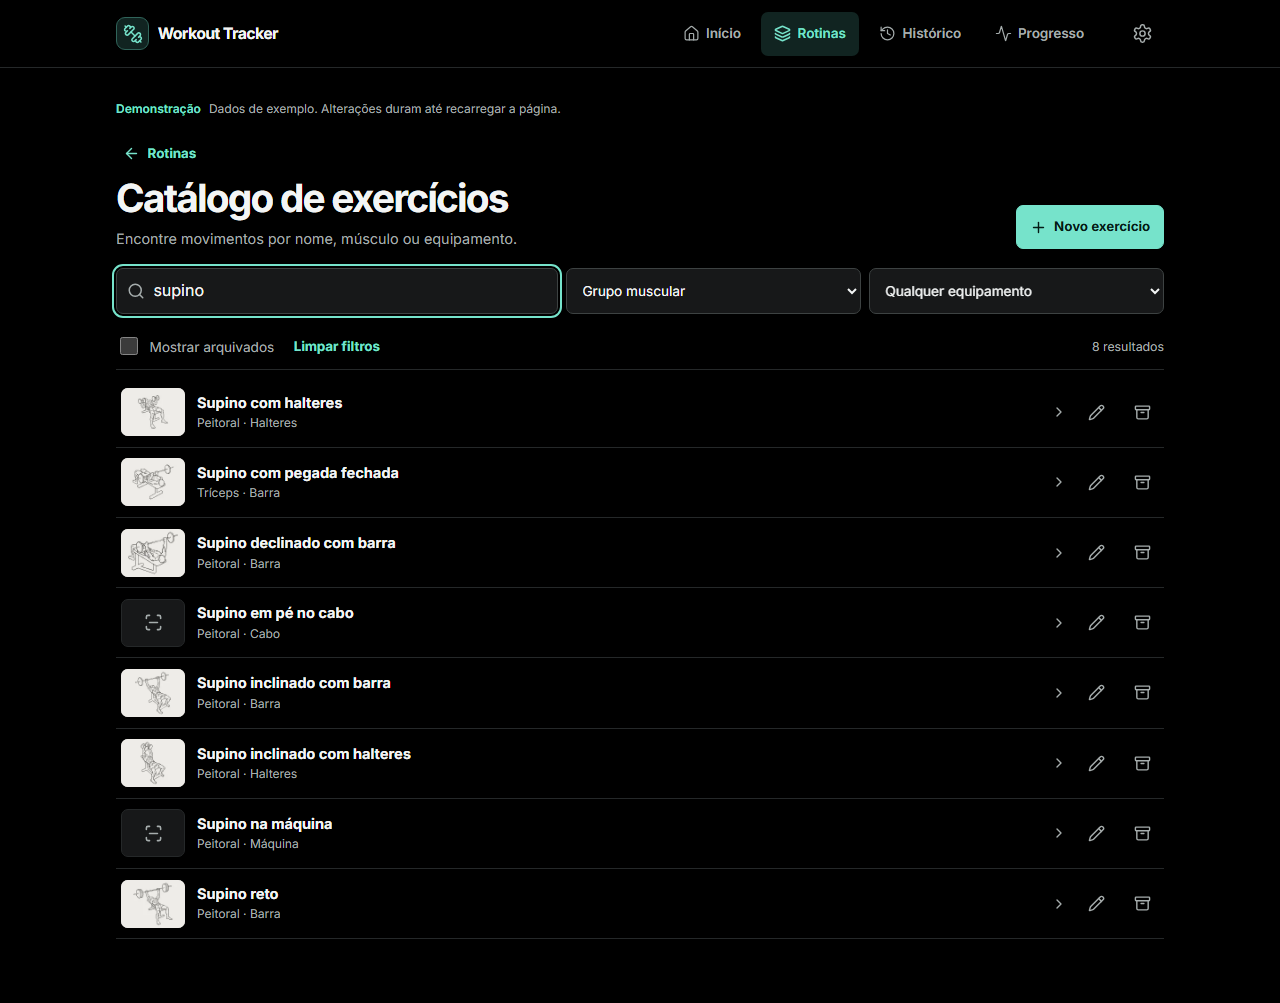 Workout Tracker
Início
Rotinas
Histórico
Progresso
Demonstração Dados de exemplo. Alterações duram até recarregar a página.
Rotinas
Catálogo de exercícios
Encontre movimentos por nome, músculo ou equipamento.
Novo exercício
supino
Grupo muscular
Qualquer equipamento
Mostrar arquivados
Limpar filtros
8 resultados
Supino com halteres
Peitoral · Halteres
Supino com pegada fechada
Tríceps · Barra
Supino declinado com barra
Peitoral · Barra
Supino em pé no cabo
Peitoral · Cabo
Supino inclinado com barra
Peitoral · Barra
Supino inclinado com halteres
Peitoral · Halteres
Supino na máquina
Peitoral · Máquina
Supino reto
Peitoral · Barra